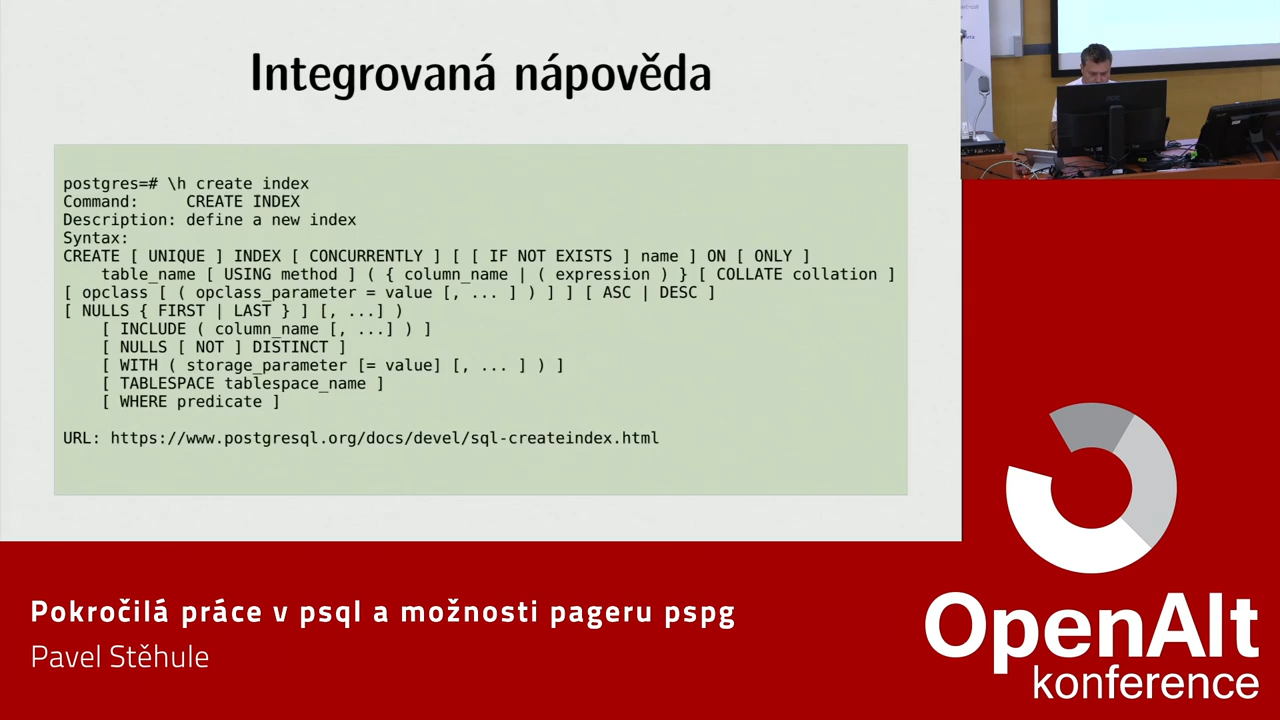 Integrovaná nápověda
postgres=# \h create index
Command:     CREATE INDEX
Description: define a new index
Syntax:
CREATE [ UNIQUE ] INDEX [ CONCURRENTLY ] [ [ IF NOT EXISTS ] name ] ON [ ONLY ]
    table_name [ USING method ] ( { column_name | ( expression ) } [ COLLATE collation ]
[ opclass [ ( opclass_parameter = value [, ... ] ) ] ] [ ASC | DESC ]
[ NULLS { FIRST | LAST } ] [, ...] )
    [ INCLUDE ( column_name [, ...] ) ]
    [ NULLS [ NOT ] DISTINCT ]
    [ WITH ( storage_parameter [= value] [, ... ] ) ]
    [ TABLESPACE tablespace_name ]
    [ WHERE predicate ]
URL: https://www.postgresql.org/docs/devel/sql-createindex.html
Pokročilá práce v psql a možnosti pageru pspg
Pavel Stěhule
OpenAlt
konference